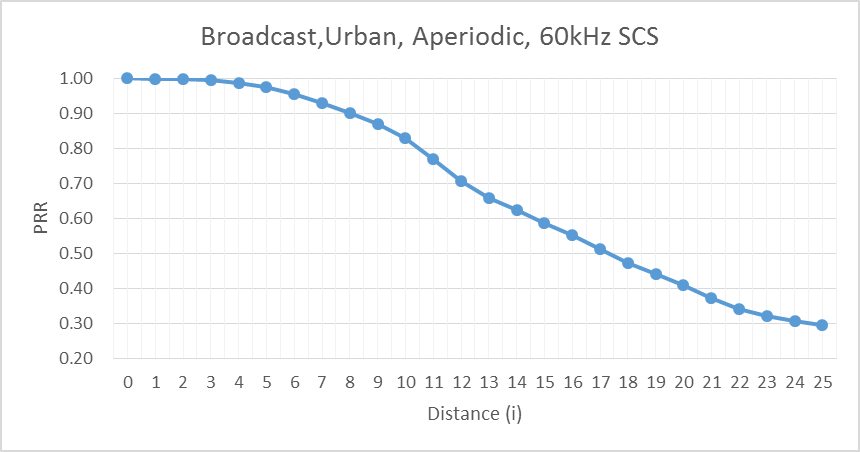 Broadcast,Urban, Aperiodic, 60kHz SCS
1.00
0.90
0.80
0.70
0.60
0.50
0.40
0.30
0.20
PRR
0 1 2 3 4 5 6 7 8 9 10 11 12 13 14 15 16 17 18 19 20 21 22 23 24 25
Distance (i)